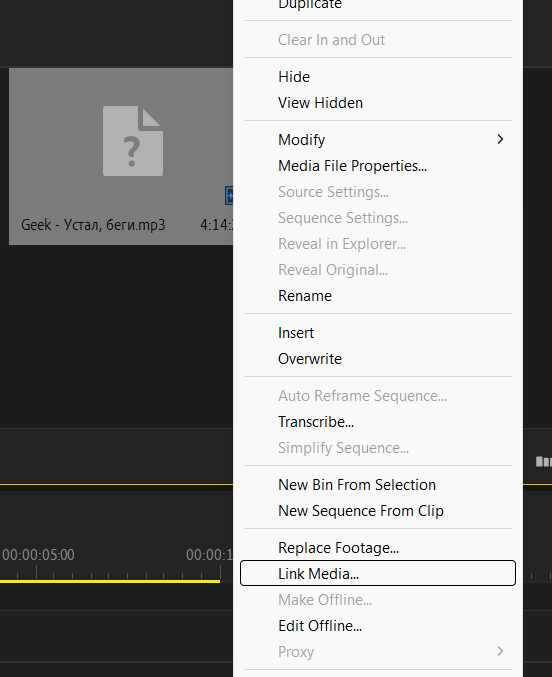 Duplicate
Clear In and Out
Hide
View Hidden
Modify
Media File Properties...
Source Settings...
Geek - Устал, беги.mp3
4:14:
Sequence Settings...
Reveal in Explorer...
Reveal Original...
Rename
Insert
Overwrite
Auto Reframe Sequence...
Transcribe...
Simplify Sequence...
New Bin From Selection
New Sequence From Clip
00:00:05:00
00:00:1
Replace Footage...
Link Media...
Make Offline...
Edit Offline...
Proxy